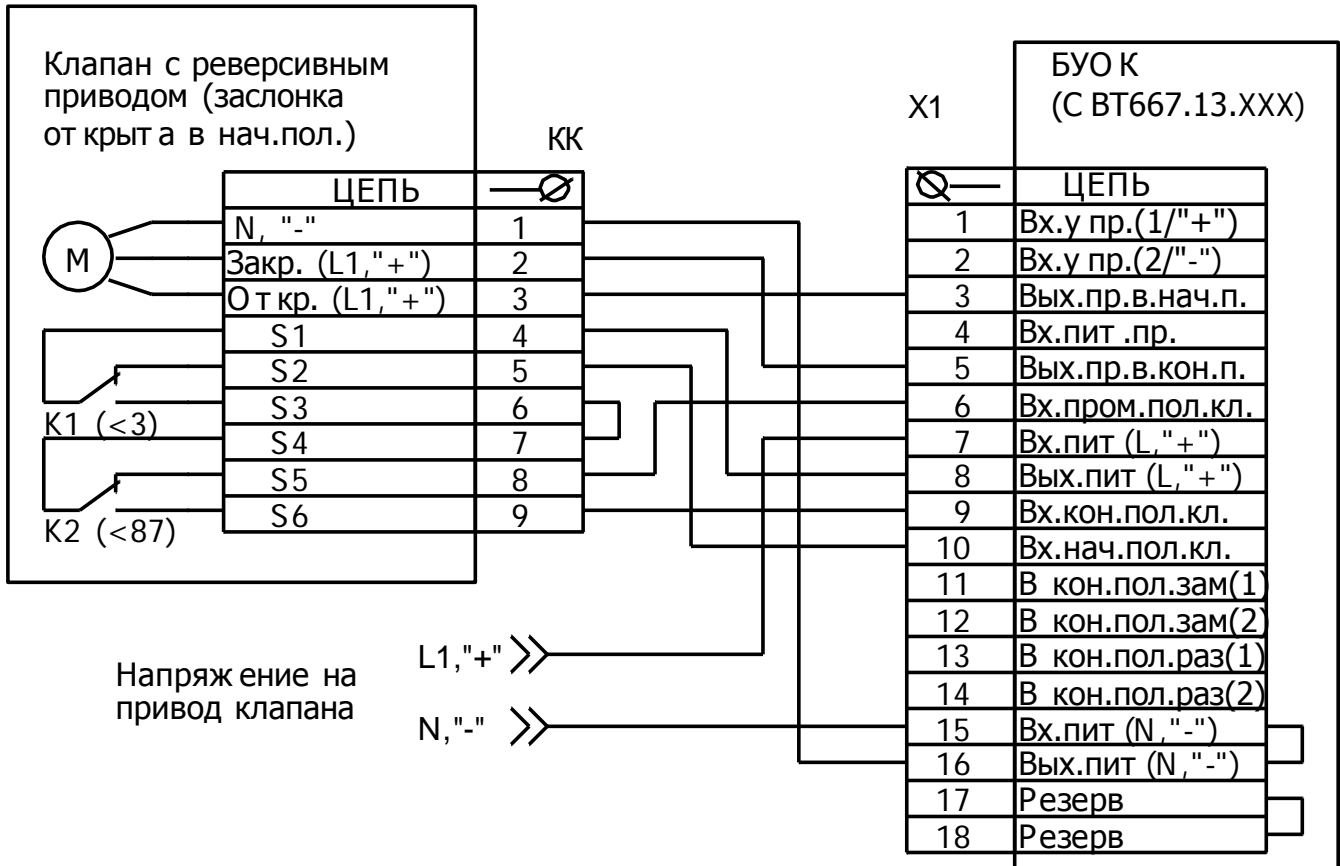 Клапан с реверсивным
приводом (заслонка
открыта в нач.пол.)
КК
ЦЕПЬ
N, "-" 1
Закр. (L1,"+") 2
Откр. (L1,"+") 3
S1 4
S2 5
S3 6
S4 7
S5 8
S6 9
M
K1 (<3)
K2 (<87)
Напряжение на
привод клапана
L1,"+"
N,"-"
X1
БУОК
(СВТ667.13.XXX)
ЦЕПЬ
1 Вх.упр.(1/"+")
2 Вх.упр.(2/"-")
3 Вых.пр.в.нач.п.
4 Вх.пит.пр.
5 Вых.пр.в.кон.п.
6 Вх.пром.пол.кл.
7 Вх.пит (L,"+")
8 Вых.пит (L,"+")
9 Вх.кон.пол.кл.
10 Вх.нач.пол.кл.
11 В кон.пол.зам(1)
12 В кон.пол.зам(2)
13 В кон.пол.раз(1)
14 В кон.пол.раз(2)
15 Вх.пит (N,"-")
16 Вых.пит (N,"-")
17 Резерв
18 Резерв